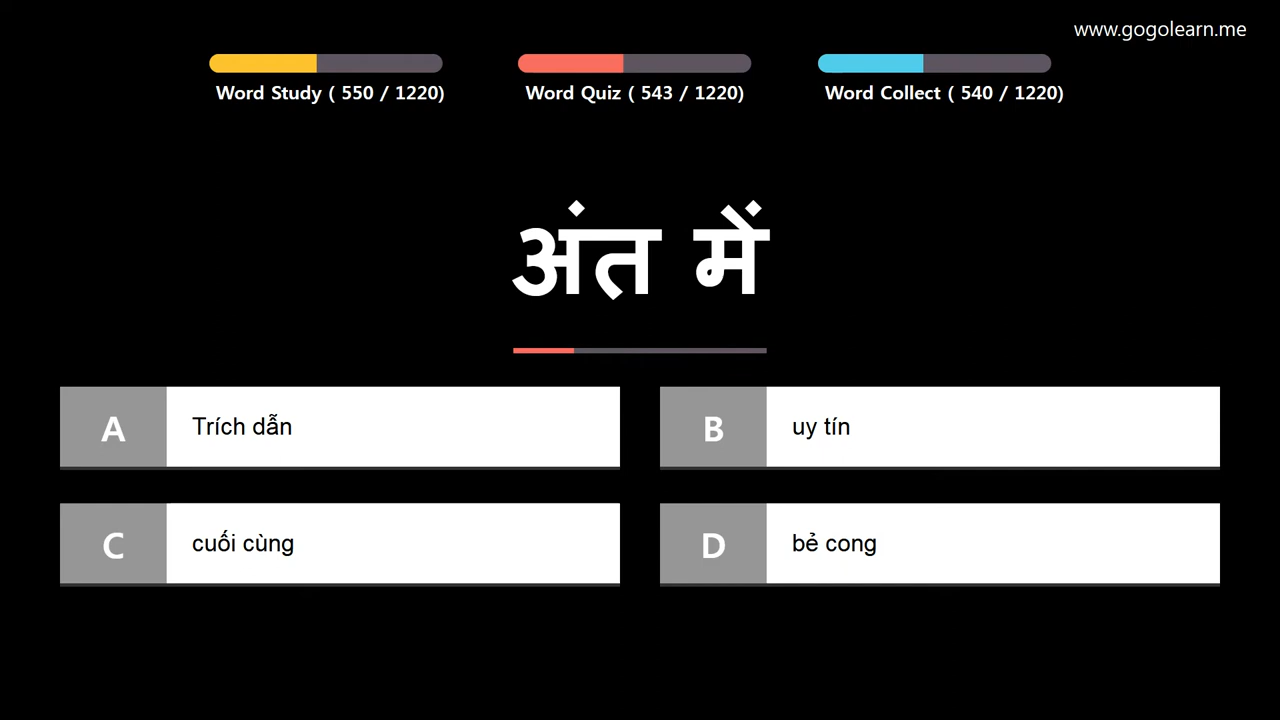 www.gogolearn.me
Word Study ( 550 / 1220)
Word Quiz ( 543 / 1220)
Word Collect ( 540 / 1220)
अंत में
A
Trích dẫn
B
uy tín
C
cuối cùng
D
bẻ cong